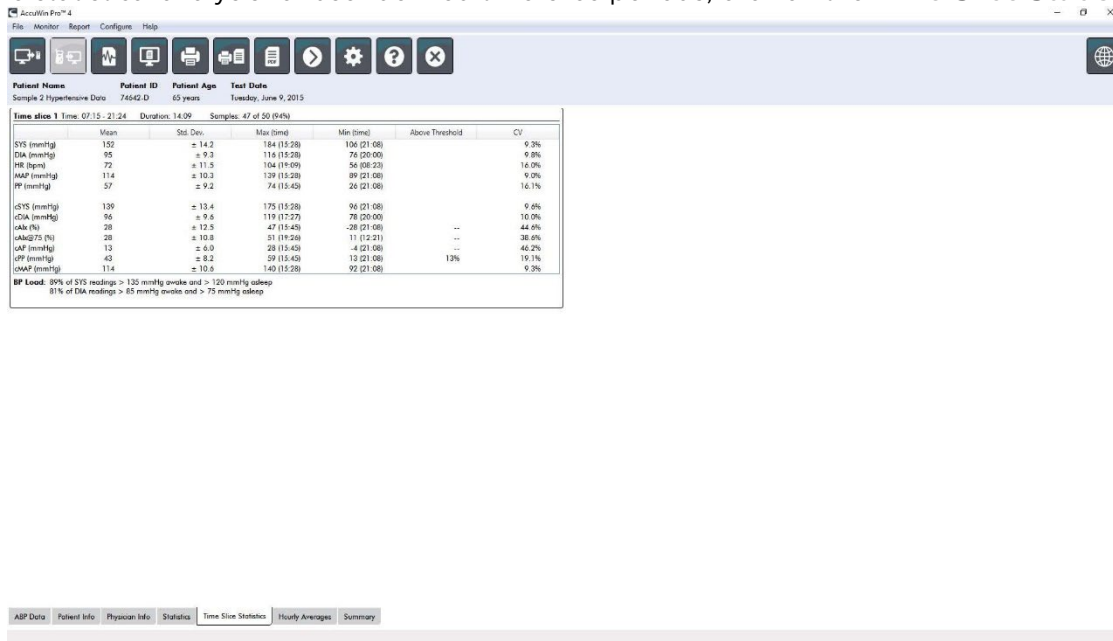 AccuWin Pro™ 4
File Monitor Report Configure Help
PDF
Patient Name Patient ID Patient Age Test Date
Sample 2 Hypertensive Data 74642-D 65 years Tuesday, June 9, 2015
Time slice 1 Time: 07:15 - 21:24 Duration: 14:09 Samples: 47 of 50 (94%)
Mean Std. Dev. Max (time) Min (time) Above Threshold CV
SYS (mmHg) 152 ± 14.2 184 (15:28) 106 (21:08) 9.3%
DIA (mmHg) 95 ± 9.3 116 (15:28) 76 (20:00) 9.8%
HR (bpm) 72 ± 11.5 104 (19:09) 56 (08:23) 16.0%
MAP (mmHg) 114 ± 10.3 139 (15:28) 89 (21:08) 9.0%
PP (mmHg) 57 ± 9.2 74 (15:45) 26 (21:08) 16.1%
cSYS (mmHg) 139 ± 13.4 175 (15:28) 96 (21:08) 9.6%
cDIA (mmHg) 96 ± 9.6 119 (17:27) 78 (20:00) 10.0%
cAIx (%) 28 ± 12.5 47 (15:45) -28 (21:08) -- 44.6%
cAIx@75 (%) 28 ± 10.8 51 (19:26) 11 (12:21) -- 38.6%
cAP (mmHg) 13 ± 6.0 28 (15:45) -4 (21:08) -- 46.2%
cPP (mmHg) 43 ± 8.2 59 (15:45) 13 (21:08) 13% 19.1%
cMAP (mmHg) 114 ± 10.6 140 (15:28) 92 (21:08) 9.3%
BP Load: 89% of SYS readings > 135 mmHg awake and > 120 mmHg asleep
81% of DIA readings > 85 mmHg awake and > 75 mmHg asleep
ABP Data Patient Info Physician Info Statistics Time Slice Statistics Hourly Averages Summary